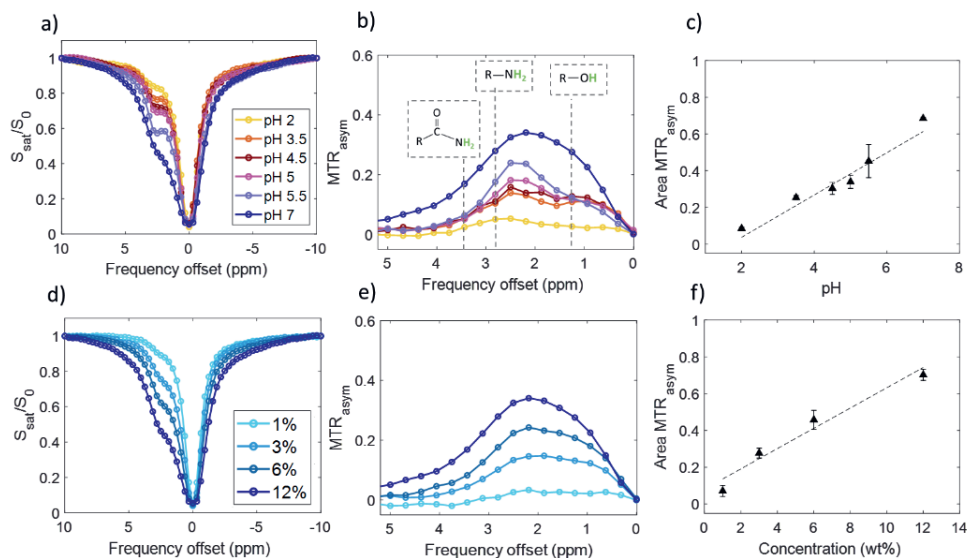 a)
S_sat/S_0
1
0.8
0.6
0.4
0.2
0
10 5 0 -5 -10
Frequency offset (ppm)
pH 2
pH 3.5
pH 4.5
pH 5
pH 5.5
pH 7
b)
MTR_asym
0.6
0.4
0.2
0
5 4 3 2 1 0
Frequency offset (ppm)
O
R C NH₂
R—NH₂
R—OH
c)
Area MTR_asym
1
0.8
0.6
0.4
0.2
0
0 2 4 6 8
pH
d)
S_sat/S_0
1
0.8
0.6
0.4
0.2
0
10 5 0 -5 -10
Frequency offset (ppm)
1%
3%
6%
12%
e)
MTR_asym
0.6
0.4
0.2
0
5 4 3 2 1 0
Frequency offset (ppm)
f)
Area MTR_asym
1
0.8
0.6
0.4
0.2
0
0 2 4 6 8 10 12 14
Concentration (wt%)